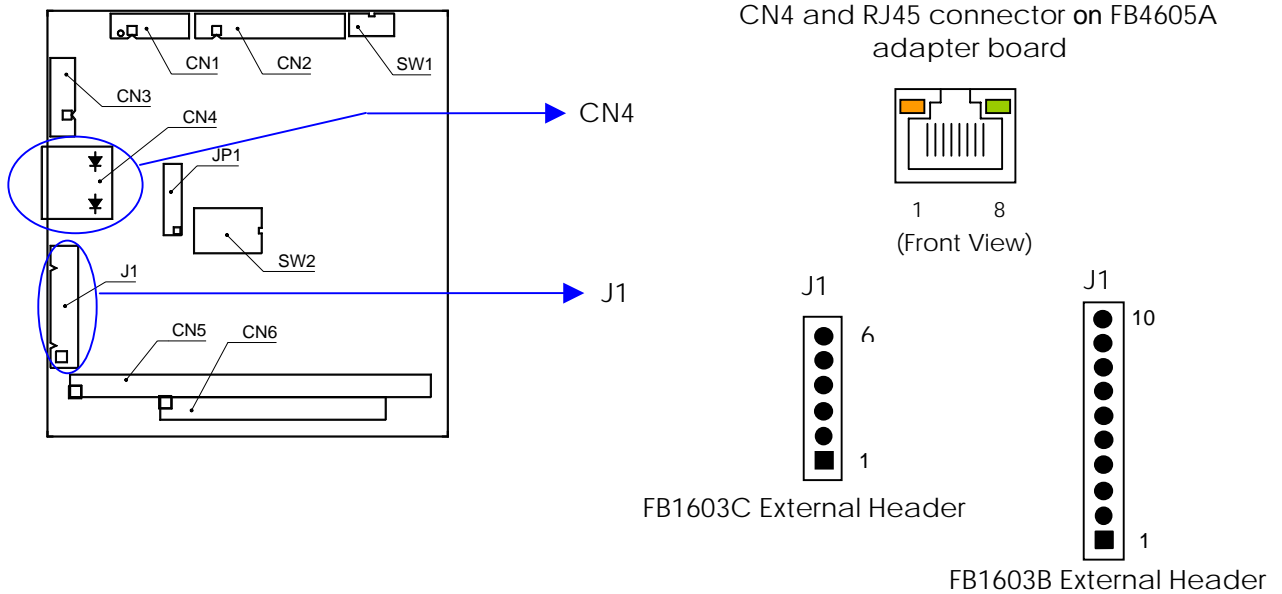 CN1
CN2
SW1
CN3
CN4
JP1
SW2
J1
CN5
CN6
CN4
J1
CN4 and RJ45 connector on FB4605A
adapter board
1 8
(Front View)
J1
6
1
FB1603C External Header
J1
10
1
FB1603B External Header